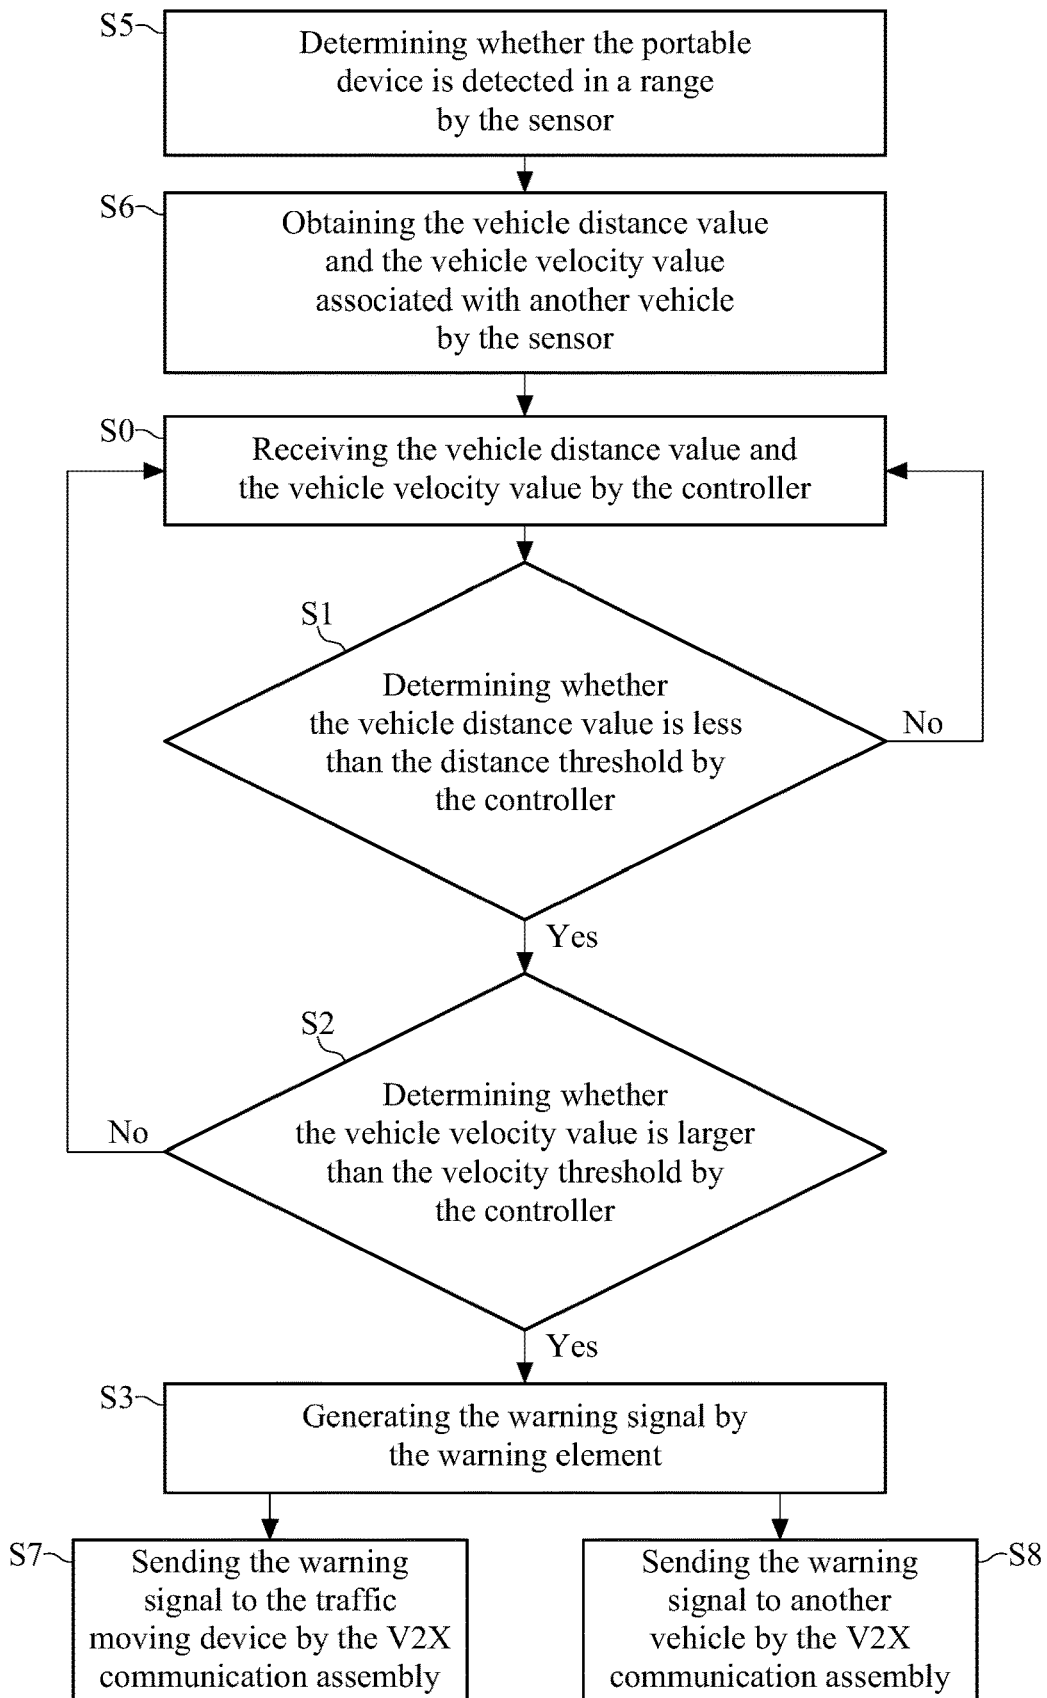 S5
Determining whether the portable
device is detected in a range
by the sensor
S6
Obtaining the vehicle distance value
and the vehicle velocity value
associated with another vehicle
by the sensor
S0
Receiving the vehicle distance value and
the vehicle velocity value by the controller
S1
Determining whether
the vehicle distance value is less
than the distance threshold by
the controller
No
Yes
S2
Determining whether
the vehicle velocity value is larger
than the velocity threshold by
the controller
No
Yes
S3
Generating the warning signal by
the warning element
S7
Sending the warning
signal to the traffic
moving device by the V2X
communication assembly
S8
Sending the warning
signal to another
vehicle by the V2X
communication assembly